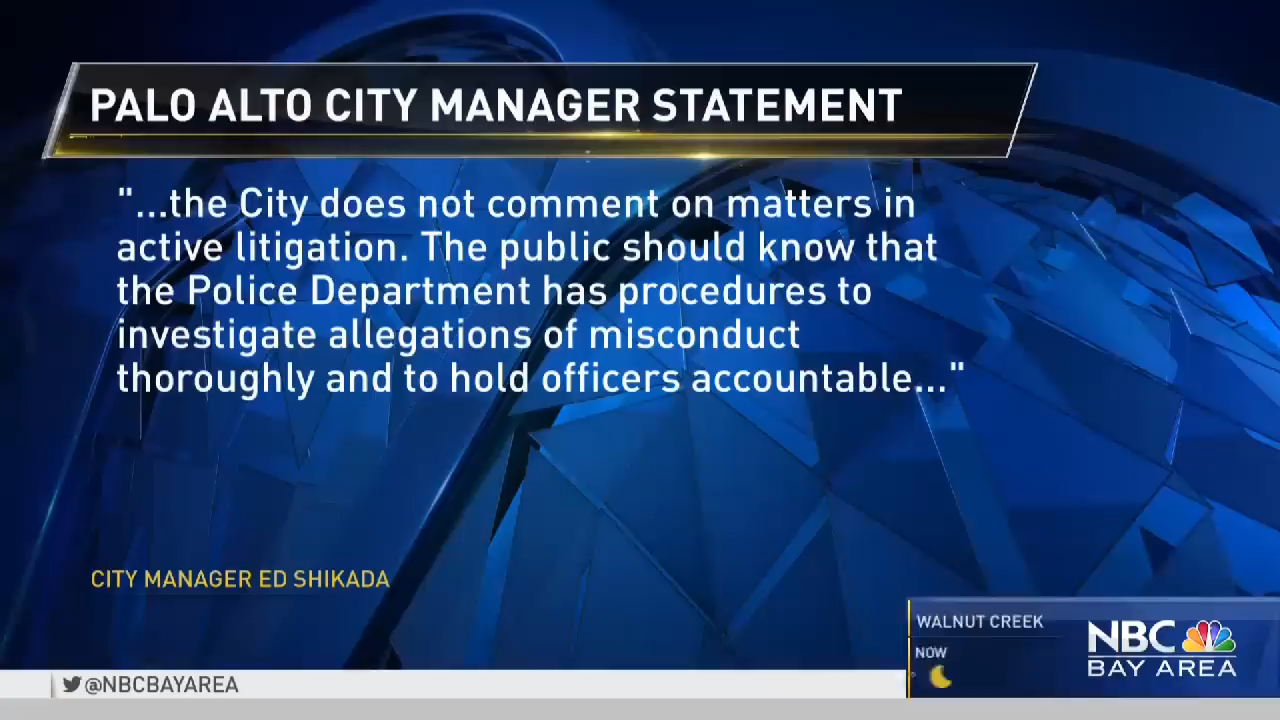 PALO ALTO CITY MANAGER STATEMENT
"...the City does not comment on matters in
active litigation. The public should know that
the Police Department has procedures to
investigate allegations of misconduct
thoroughly and to hold officers accountable..."
CITY MANAGER ED SHIKADA
WALNUT CREEK
NOW
NBC
BAY AREA
@NBCBAYAREA